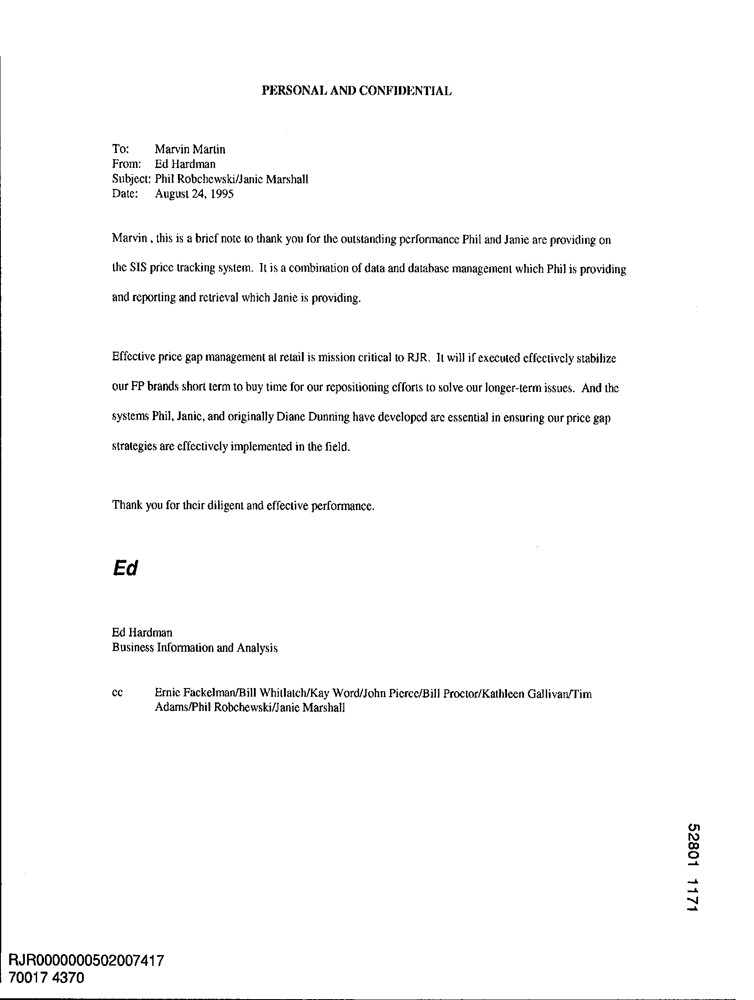 PERSONAL AND CONFIDENTIAL
To: Marvin Martin
From: Ed Hardman
Subject: Phil Robchewski/Janie Marshall
Date: August 24, 1995
Marvin , this is a brief note to thank you for the outstanding performance Phil and Janie are providing on
the SIS price tracking system. It is a combination of data and database management which Phil is providing
and reporting and retrieval which Janie is providing.
Effective price gap management at retail is mission critical to RJR. It will if executed effectively stabilize
our FP brands short term to buy time for our repositioning efforts to solve our longer-term issues. And the
systems Phil, Janie, and originally Diane Dunning have developed are essential in ensuring our price gap
strategies are effectively implemented in the field.
Thank you for their diligent and effective performance.
Ed
Ed Hardman
Business Information and Analysis
cc Ernie Fackelman/Bill Whitlatch/Kay Word/John Pierce/Bill Proctor/Kathleen Gallivan/Tim
Adams/Phil Robchewski/Janie Marshall
52801 1171
RJR0000000502007417
70017 4370